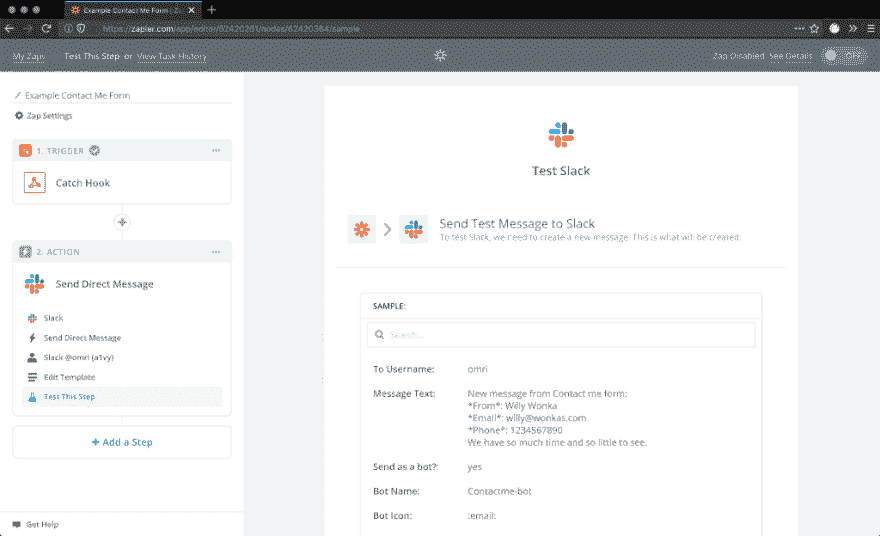 Example Contact Me Form | Za
https://zapier.com/app/editor/62420261/nodes/62420364/sample
My Zaps
Test This Step or View Task History
Zap Disabled See Details
OFF
Example Contact Me Form
Zap Settings
1. TRIGGER
Catch Hook
2. ACTION
Send Direct Message
Slack
Send Direct Message
Slack @omri (a1vy)
Edit Template
Test This Step
+ Add a Step
Get Help
Test Slack
Send Test Message to Slack
To test Slack, we need to create a new message. This is what will be created:
SAMPLE:
Search...
To Username: omri
Message Text: New message from Contact me form:
*From*: Willy Wonka
*Email*: willy@wonkas.com
*Phone*: 1234567890
We have so much time and so little to see.
Send as a bot?: yes
Bot Name: Contactme-bot
Bot Icon: :email: